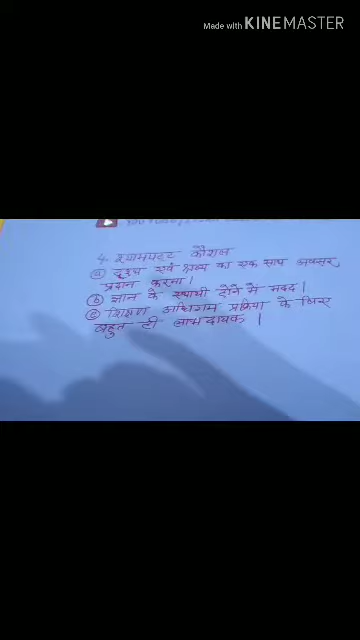 Made with KINEMASTER
4. श्यामपट्ट कौशल
(a) दृश्य एवं श्रव्य का एक साथ अवसर
प्रदान करना।
(b) ज्ञान के स्थायी होने में मदद।
(c) शिक्षण अधिगम प्रक्रिया के लिए
बहुत ही लाभदायक।